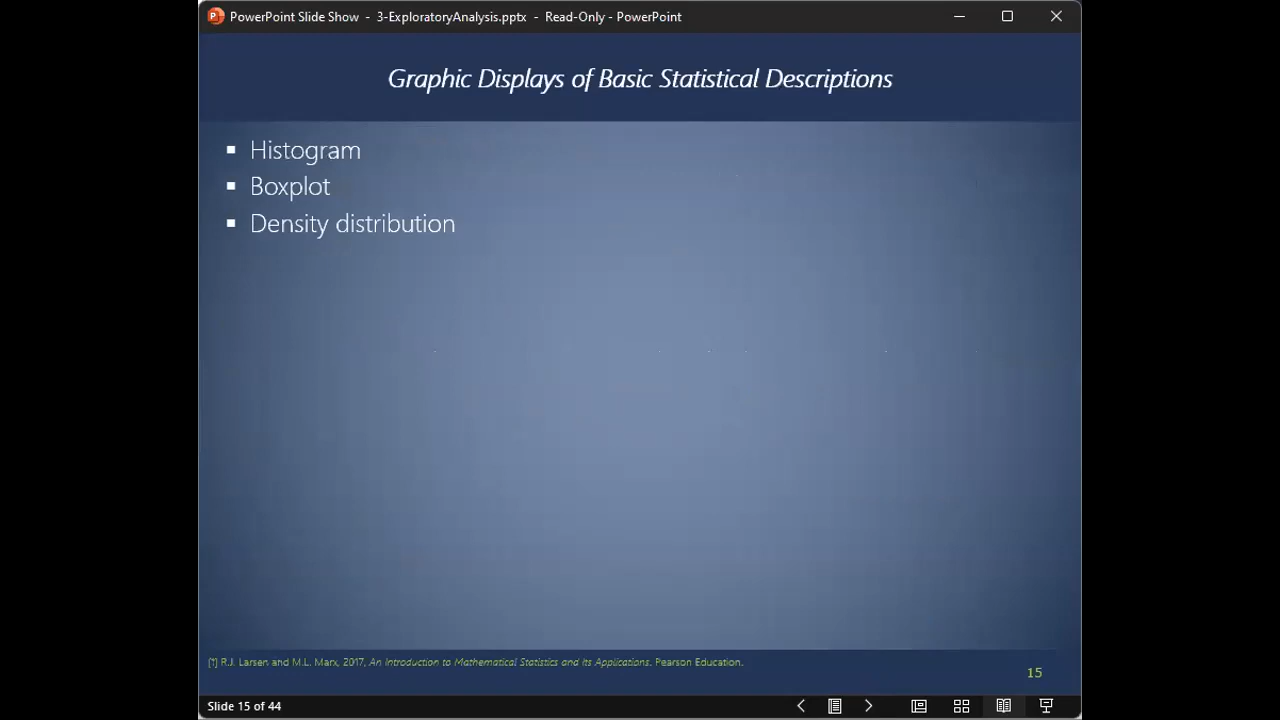 PowerPoint Slide Show - 3-ExploratoryAnalysis.pptx - Read-Only - PowerPoint
Graphic Displays of Basic Statistical Descriptions
▪ Histogram
▪ Boxplot
▪ Density distribution
[*] R.J. Larsen and M.L. Marx, 2017, An Introduction to Mathematical Statistics and Its Applications. Pearson Education.
15
Slide 15 of 44